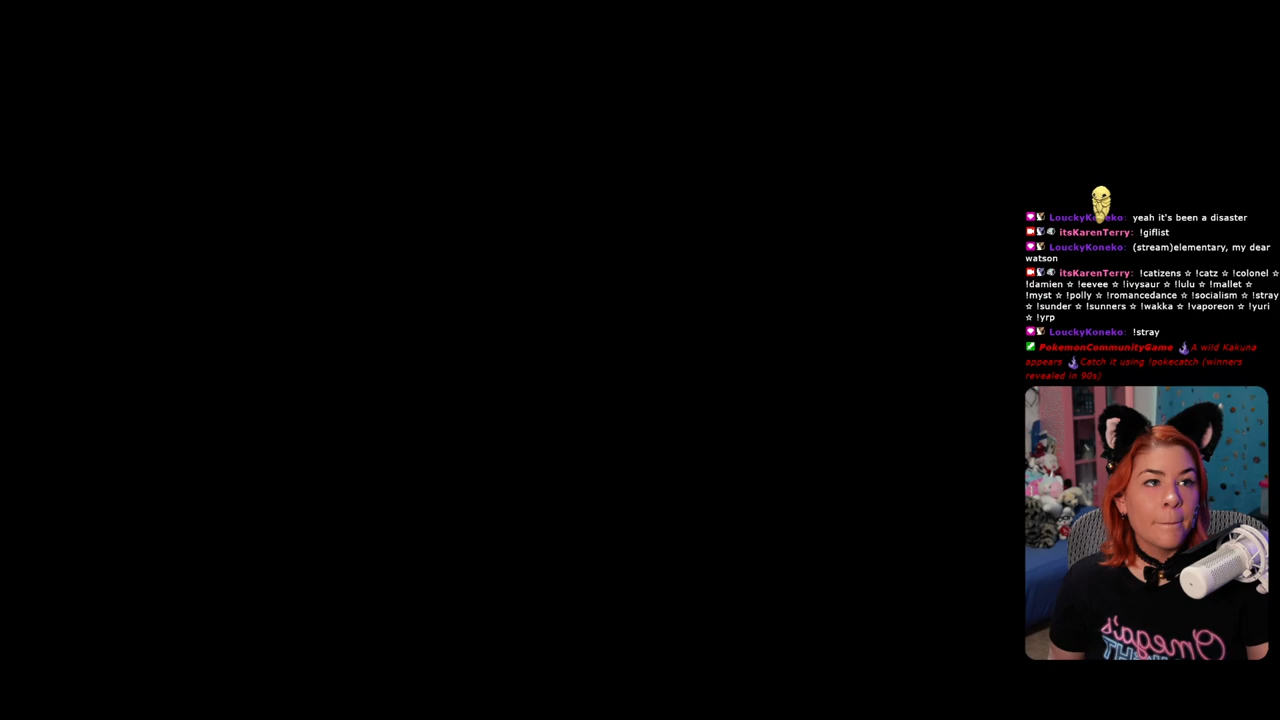 LouckyKoneko: yeah it's been a disaster
itsKarenTerry: !giflist
LouckyKoneko: (stream)elementary, my dear
watson
itsKarenTerry: !catizens ☆ !catz ☆ !colonel ☆
!damien ☆ !eevee ☆ !ivysaur ☆ !lulu ☆ !mallet ☆
!myst ☆ !polly ☆ !romancedance ☆ !socialism ☆ !stray
☆ !sunder ☆ !sunners ☆ !wakka ☆ !vaporeon ☆ !yuri
☆ !yrp
LouckyKoneko: !stray
PokemonCommunityGame A wild Kakuna
appears Catch it using !pokecatch (winners
revealed in 90s)
Omega's